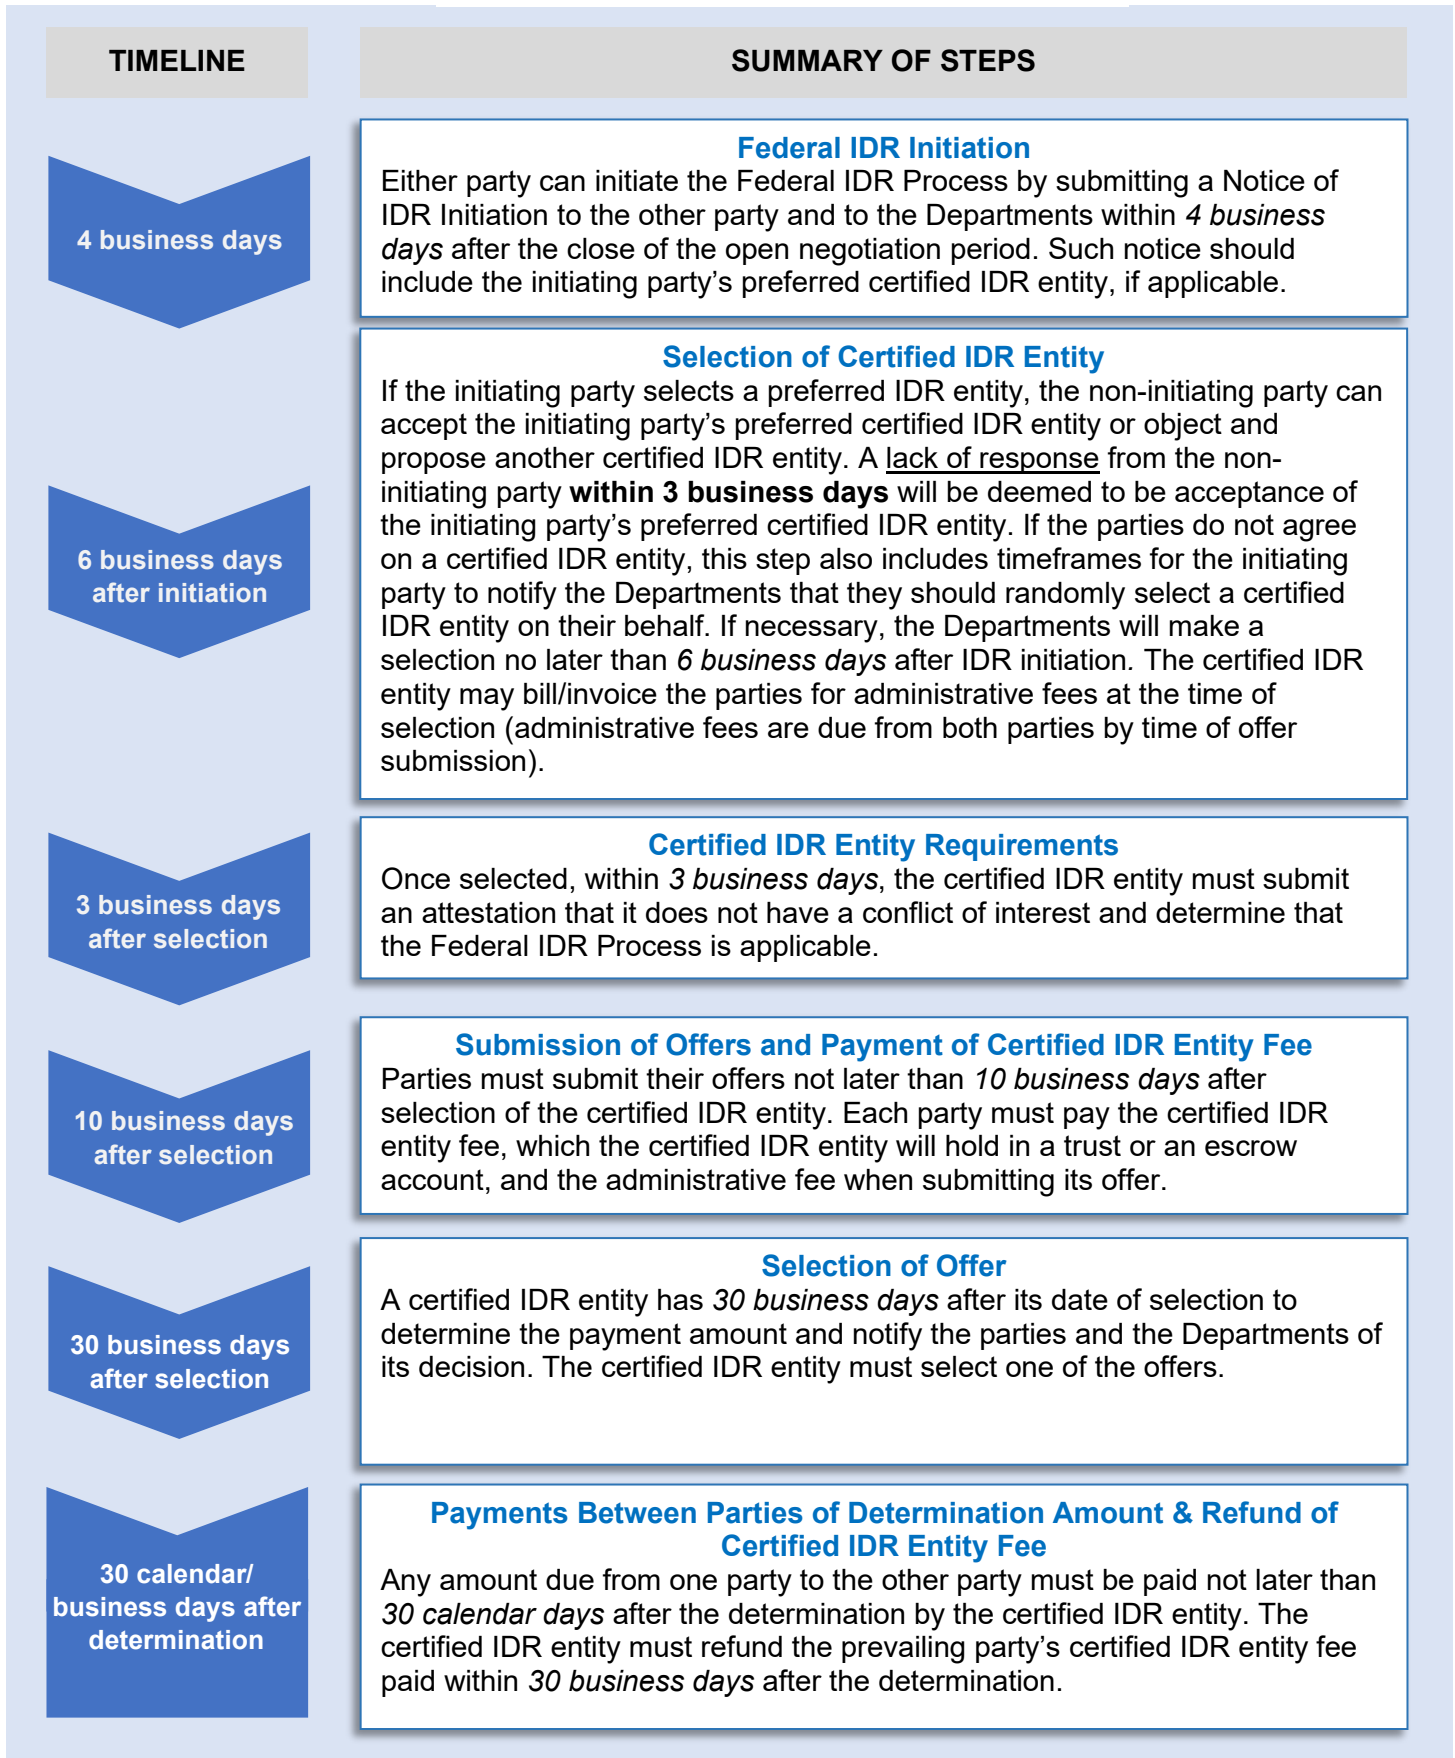 TIMELINE
SUMMARY OF STEPS
4 business days
Federal IDR Initiation
Either party can initiate the Federal IDR Process by submitting a Notice of
IDR Initiation to the other party and to the Departments within 4 business
days after the close of the open negotiation period. Such notice should
include the initiating party’s preferred certified IDR entity, if applicable.
6 business days
after initiation
Selection of Certified IDR Entity
If the initiating party selects a preferred IDR entity, the non-initiating party can
accept the initiating party’s preferred certified IDR entity or object and
propose another certified IDR entity. A lack of response from the non-
initiating party within 3 business days will be deemed to be acceptance of
the initiating party’s preferred certified IDR entity. If the parties do not agree
on a certified IDR entity, this step also includes timeframes for the initiating
party to notify the Departments that they should randomly select a certified
IDR entity on their behalf. If necessary, the Departments will make a
selection no later than 6 business days after IDR initiation. The certified IDR
entity may bill/invoice the parties for administrative fees at the time of
selection (administrative fees are due from both parties by time of offer
submission).
3 business days
after selection
Certified IDR Entity Requirements
Once selected, within 3 business days, the certified IDR entity must submit
an attestation that it does not have a conflict of interest and determine that
the Federal IDR Process is applicable.
10 business days
after selection
Submission of Offers and Payment of Certified IDR Entity Fee
Parties must submit their offers not later than 10 business days after
selection of the certified IDR entity. Each party must pay the certified IDR
entity fee, which the certified IDR entity will hold in a trust or an escrow
account, and the administrative fee when submitting its offer.
30 business days
after selection
Selection of Offer
A certified IDR entity has 30 business days after its date of selection to
determine the payment amount and notify the parties and the Departments of
its decision. The certified IDR entity must select one of the offers.
30 calendar/
business days after
determination
Payments Between Parties of Determination Amount & Refund of
Certified IDR Entity Fee
Any amount due from one party to the other party must be paid not later than
30 calendar days after the determination by the certified IDR entity. The
certified IDR entity must refund the prevailing party’s certified IDR entity fee
paid within 30 business days after the determination.